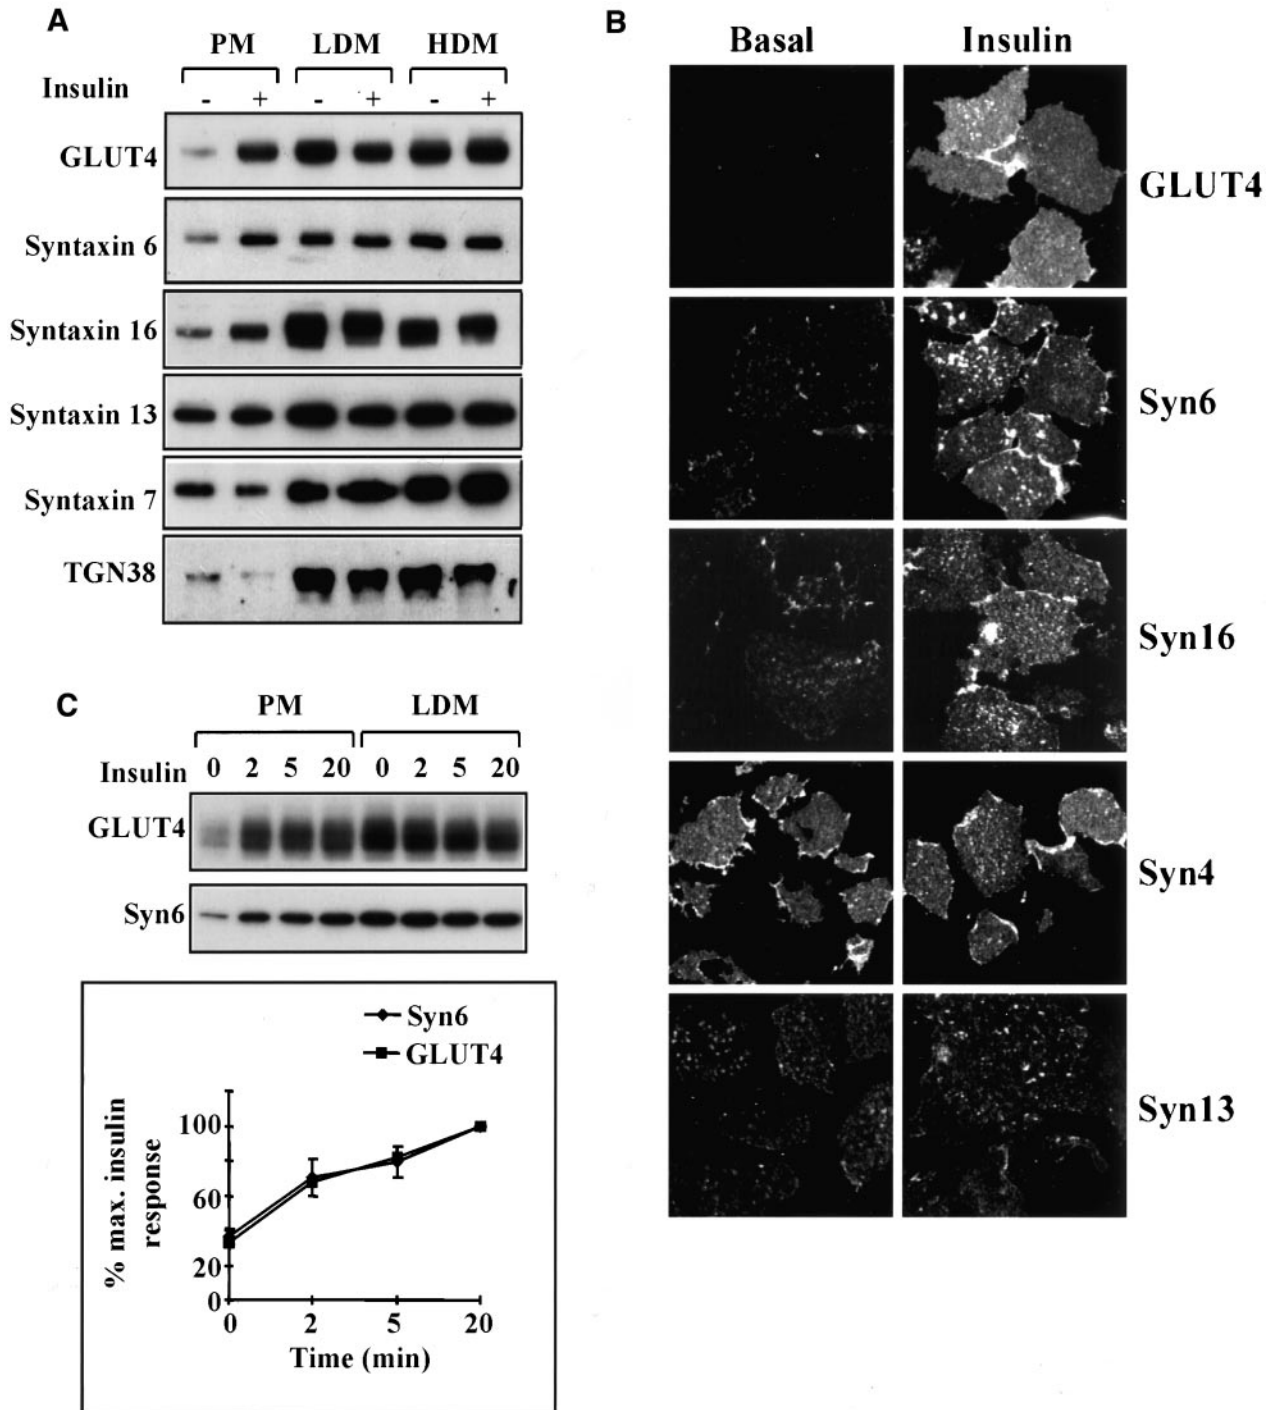 A
PM LDM HDM
Insulin
- + - + - +
GLUT4
Syntaxin 6
Syntaxin 16
Syntaxin 13
Syntaxin 7
TGN38
B
Basal Insulin
GLUT4
Syn6
Syn16
Syn4
Syn13
C
PM LDM
Insulin 0 2 5 20 0 2 5 20
GLUT4
Syn6
Syn6
GLUT4
% max. insulin
response
100
60
20
0
0 2 5 20
Time (min)